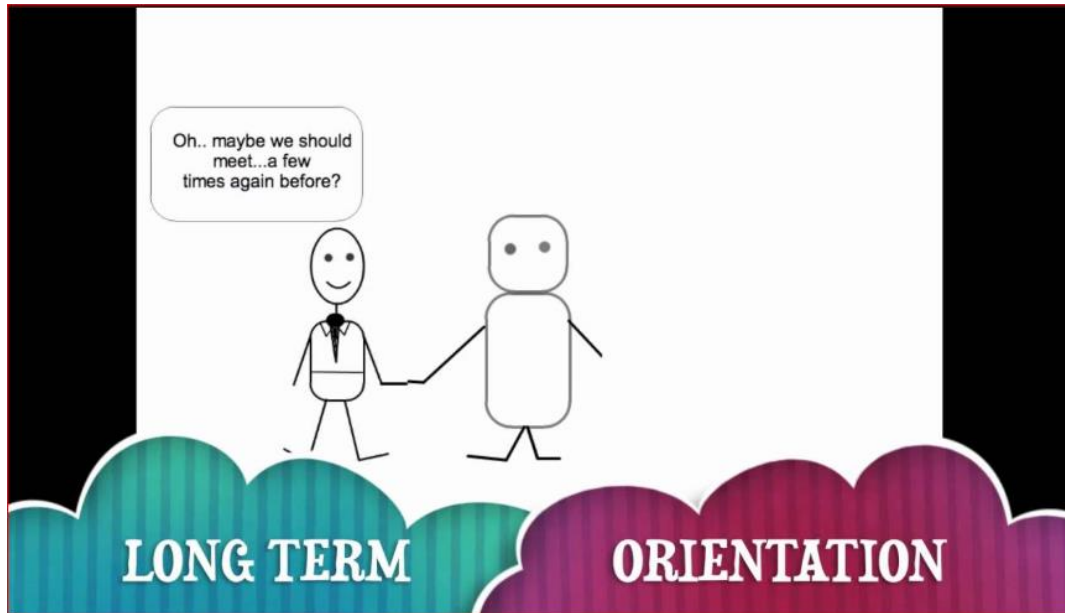 Oh.. maybe we should
meet...a few
times again before?
LONG TERM
ORIENTATION